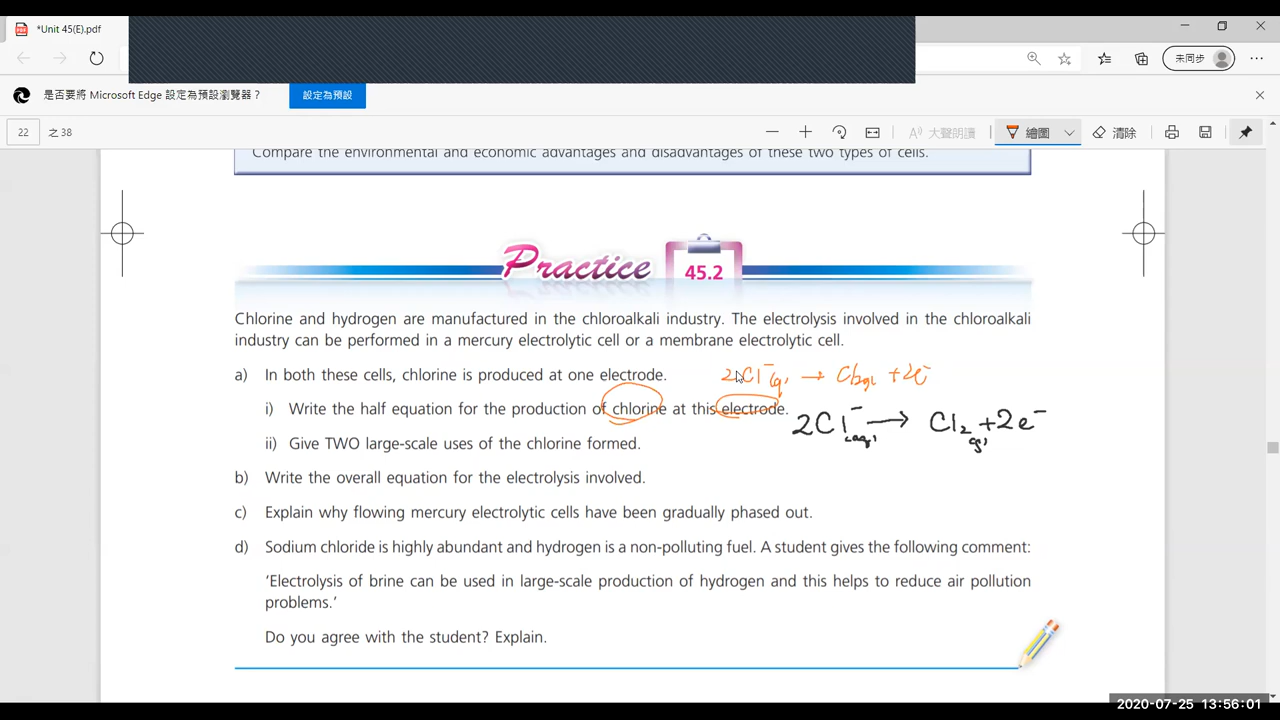 *Unit 45(E).pdf
未同步
是否要將 Microsoft Edge 設定為預設瀏覽器？
設定為預設
22 之 38
大聲朗讀
繪圖
清除
Compare the environmental and economic advantages and disadvantages of these two types of cells.
Practice 45.2
Chlorine and hydrogen are manufactured in the chloroalkali industry. The electrolysis involved in the chloroalkali
industry can be performed in a mercury electrolytic cell or a membrane electrolytic cell.
a) In both these cells, chlorine is produced at one electrode.
2Cl⁻ → Cl₂ + 2e⁻
i) Write the half equation for the production of chlorine at this electrode.
2Cl⁻(aq) → Cl₂(g) + 2e⁻
ii) Give TWO large-scale uses of the chlorine formed.
b) Write the overall equation for the electrolysis involved.
c) Explain why flowing mercury electrolytic cells have been gradually phased out.
d) Sodium chloride is highly abundant and hydrogen is a non-polluting fuel. A student gives the following comment:
‘Electrolysis of brine can be used in large-scale production of hydrogen and this helps to reduce air pollution
problems.’
Do you agree with the student? Explain.
2020-07-25 13:56:01